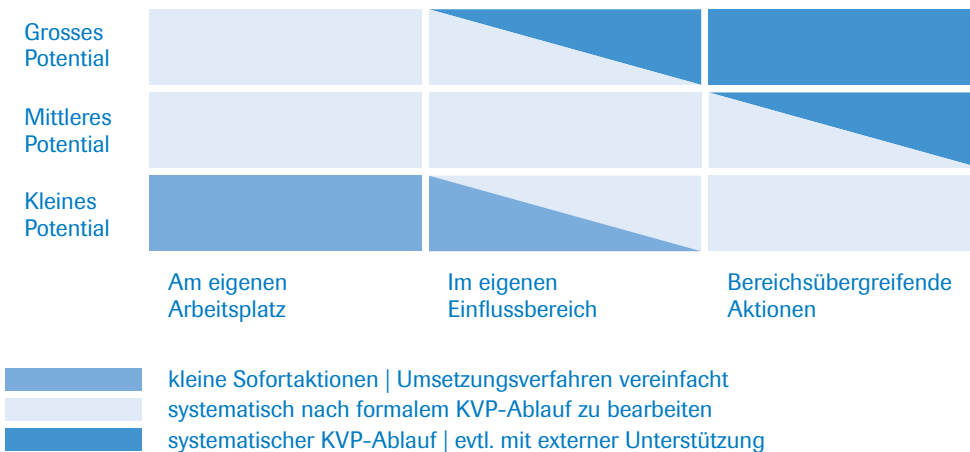 Grosses
Potential
Mittleres
Potential
Kleines
Potential
Am eigenen
Arbeitsplatz
Im eigenen
Einflussbereich
Bereichsübergreifende
Aktionen
kleine Sofortaktionen | Umsetzungsverfahren vereinfacht
systematisch nach formalem KVP-Ablauf zu bearbeiten
systematischer KVP-Ablauf | evtl. mit externer Unterstützung